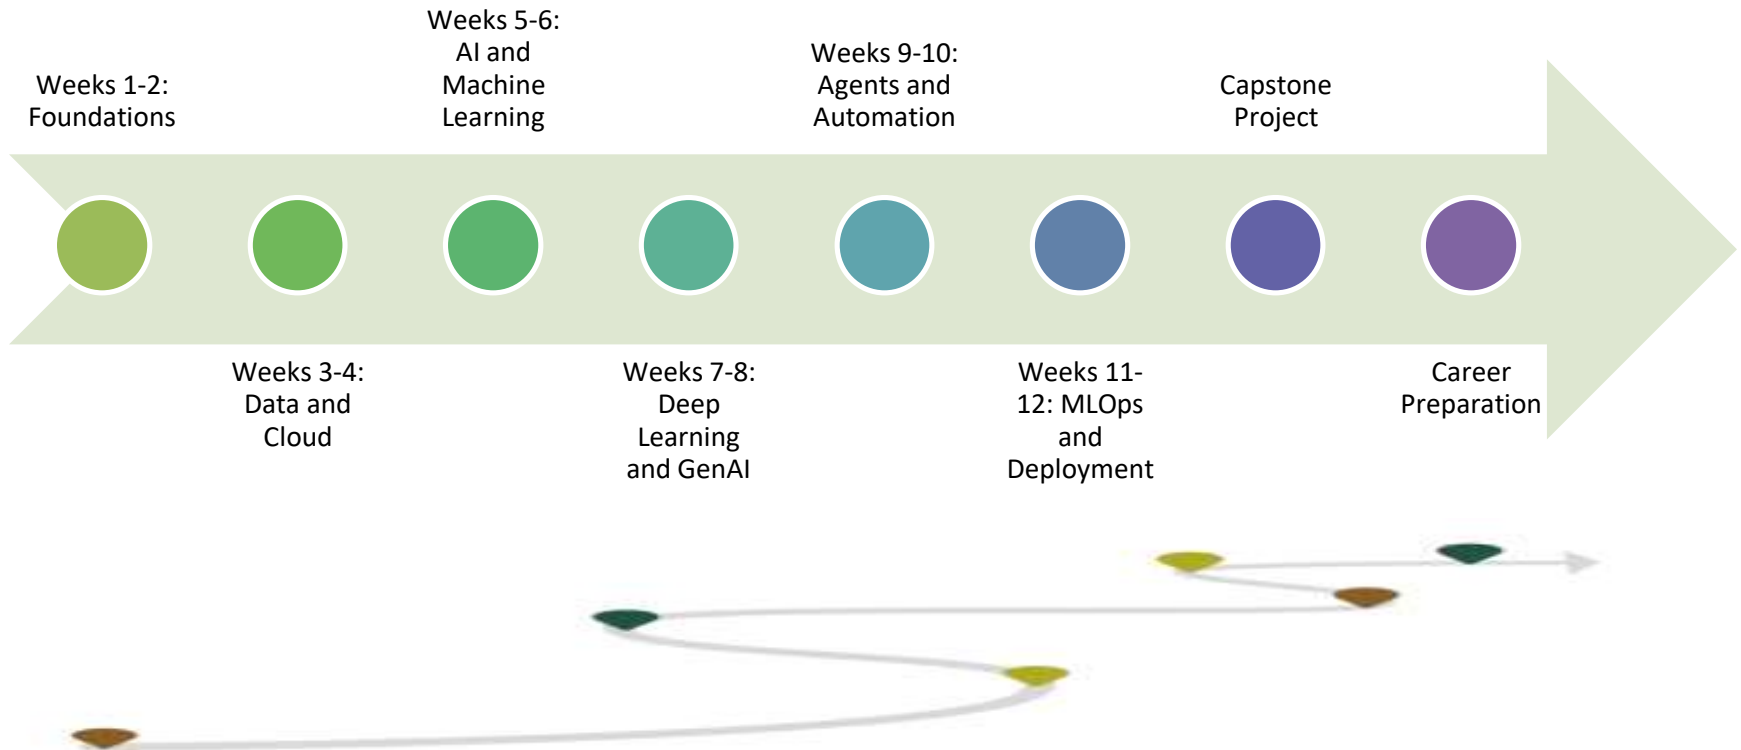 Weeks 1-2:
Foundations
Weeks 3-4:
Data and
Cloud
Weeks 5-6:
AI and
Machine
Learning
Weeks 7-8:
Deep
Learning
and GenAI
Weeks 9-10:
Agents and
Automation
Weeks 11-
12: MLOps
and
Deployment
Capstone
Project
Career
Preparation